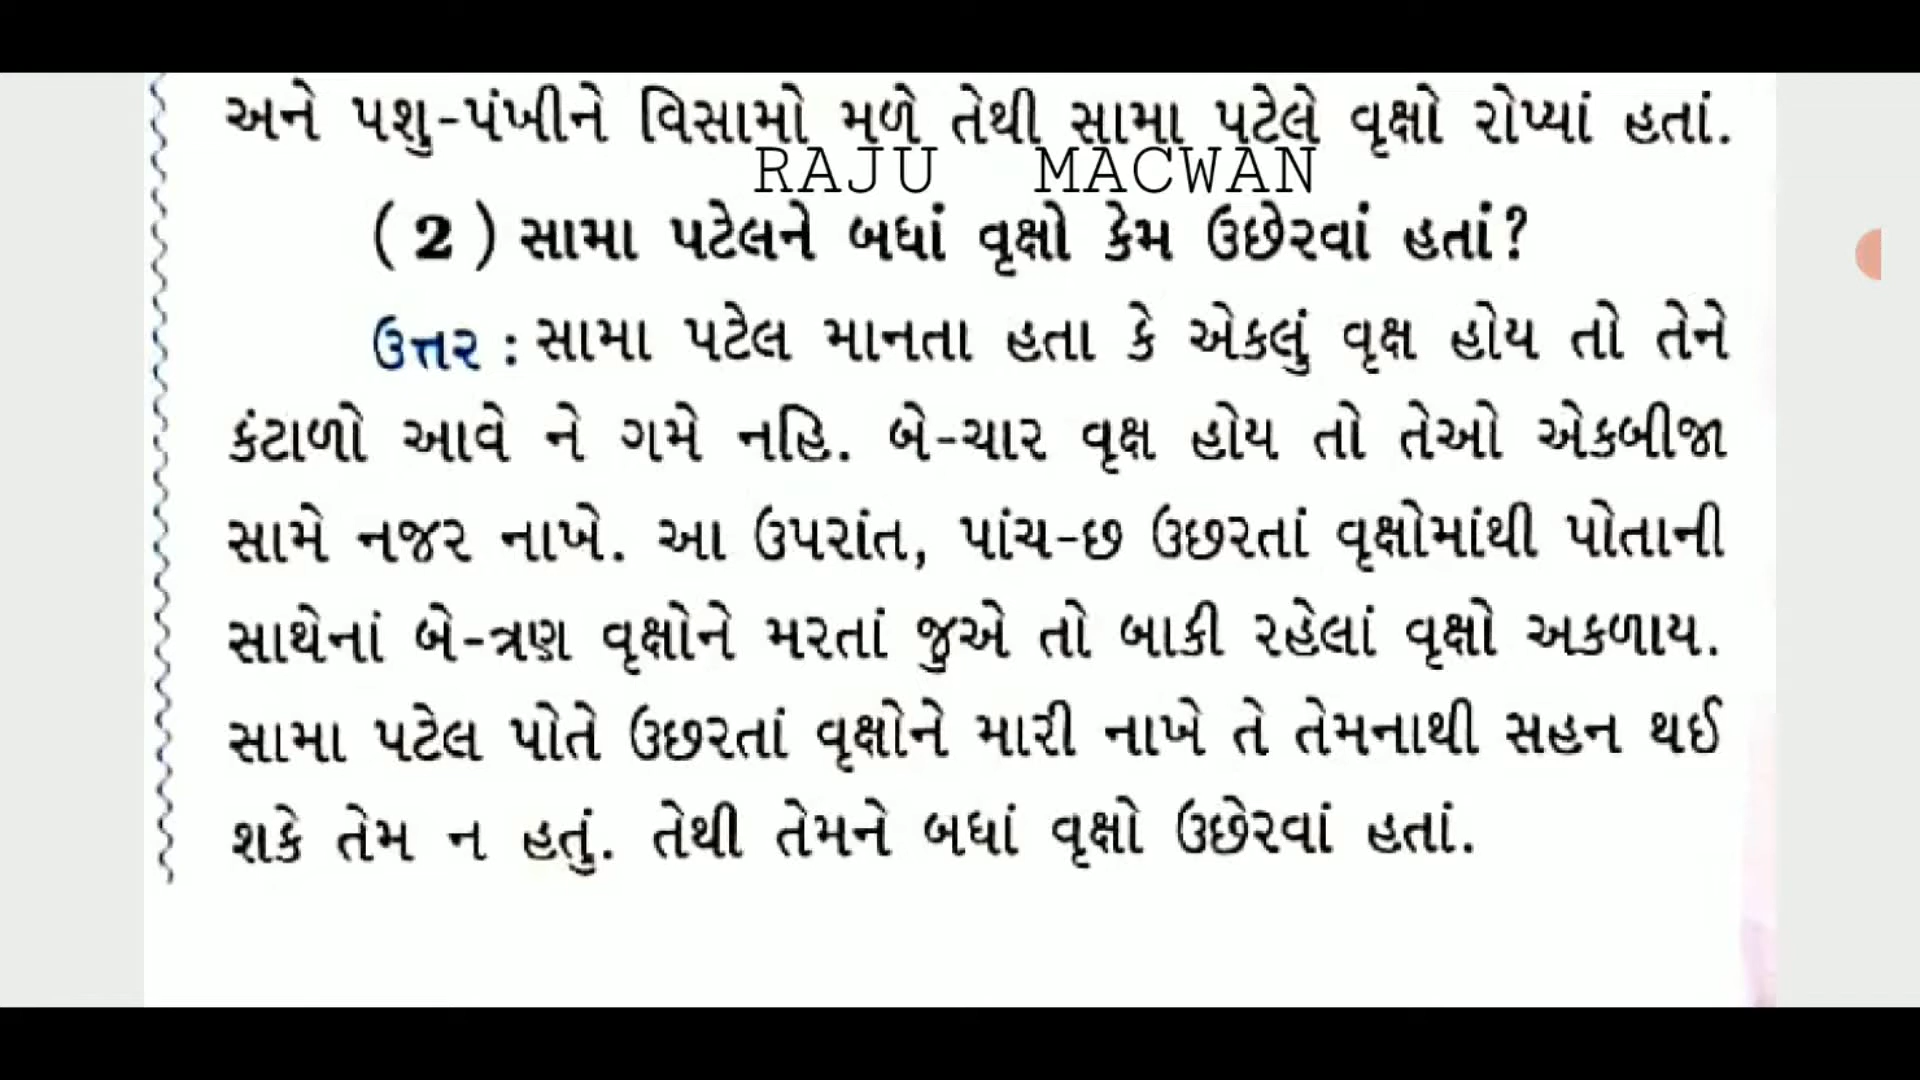 અને પશુ-પંખીને વિસામો મળે તેથી સામા પટેલે વૃક્ષો રોપ્યાં હતાં.
RAJU MACWAN
(2) સામા પટેલને બધાં વૃક્ષો કેમ ઉછેરવાં હતાં?
ઉત્તર : સામા પટેલ માનતા હતા કે એકલું વૃક્ષ હોય તો તેને
કંટાળો આવે ને ગમે નહિ. બે-ચાર વૃક્ષ હોય તો તેઓ એકબીજા
સામે નજર નાખે. આ ઉપરાંત, પાંચ-છ ઉછરતાં વૃક્ષોમાંથી પોતાની
સાથેનાં બે-ત્રણ વૃક્ષોને મરતાં જુએ તો બાકી રહેલાં વૃક્ષો અકળાય.
સામા પટેલ પોતે ઉછરતાં વૃક્ષોને મારી નાખે તે તેમનાથી સહન થઈ
શકે તેમ ન હતું. તેથી તેમને બધાં વૃક્ષો ઉછેરવાં હતાં.